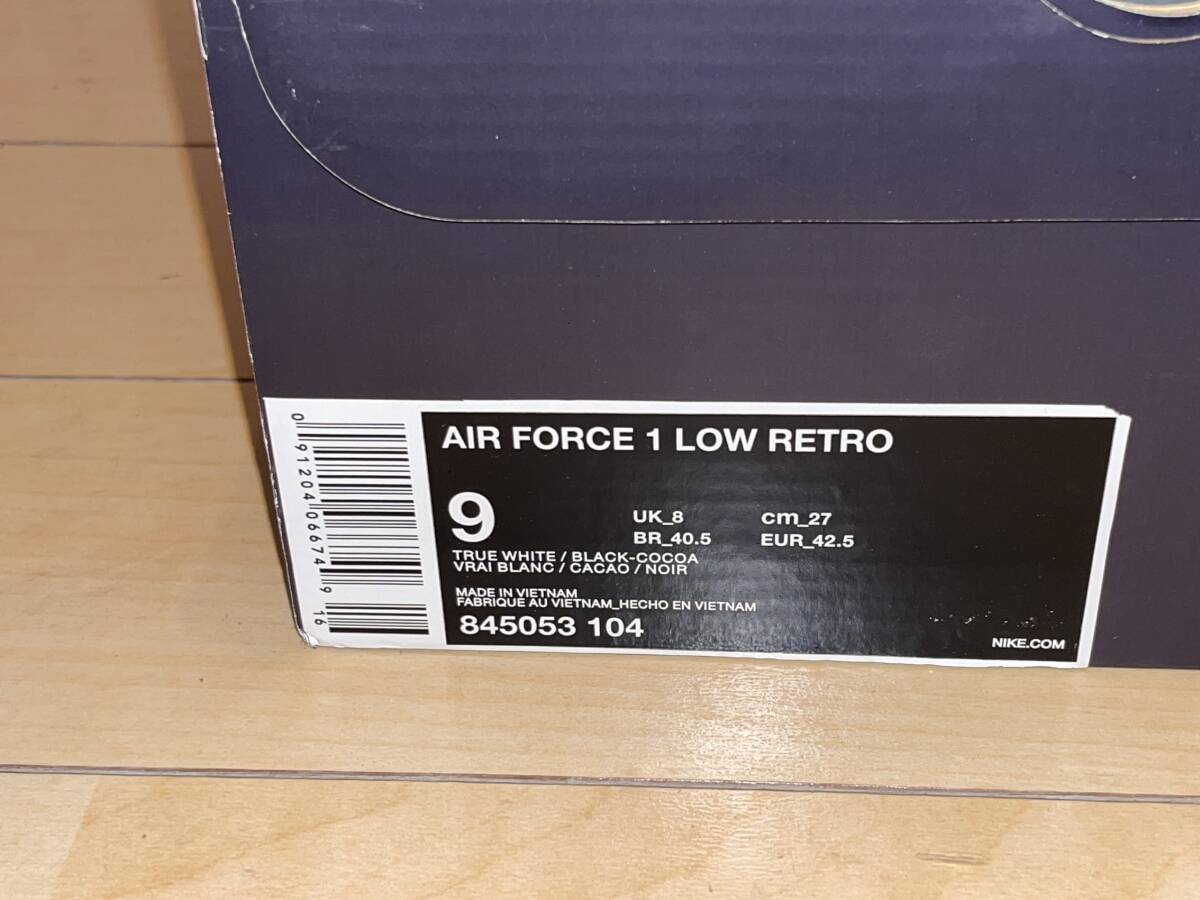 AIR FORCE 1 LOW RETRO
9
UK_8 cm_27
BR_40.5 EUR_42.5
TRUE WHITE / BLACK-COCOA
VRAI BLANC / CACAO / NOIR
MADE IN VIETNAM
FABRIQUE AU VIETNAM_HECHO EN VIETNAM
845053 104
NIKE.COM
0 91204 06674 9 16